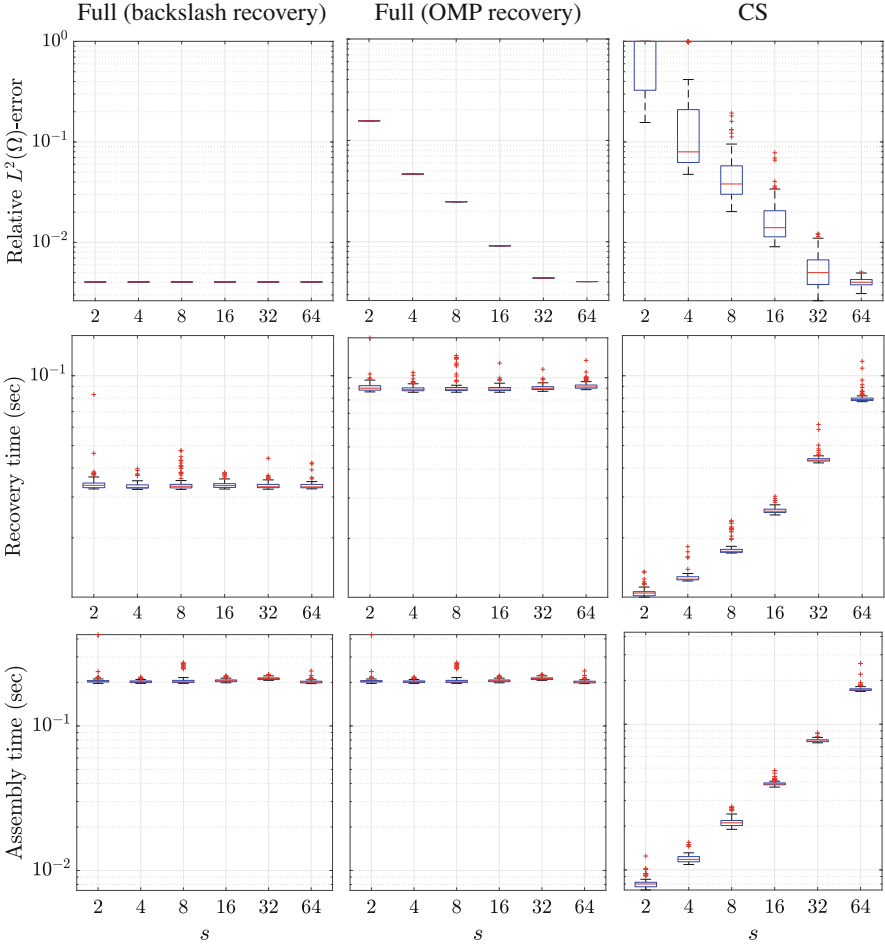 Full (backslash recovery)
Full (OMP recovery)
CS
Relative L²(Ω)-error
10⁰
10⁻¹
10⁻²
2 4 8 16 32 64
2 4 8 16 32 64
2 4 8 16 32 64
Recovery time (sec)
10⁻¹
2 4 8 16 32 64
2 4 8 16 32 64
2 4 8 16 32 64
Assembly time (sec)
10⁻¹
10⁻²
2 4 8 16 32 64
2 4 8 16 32 64
2 4 8 16 32 64
s
s
s